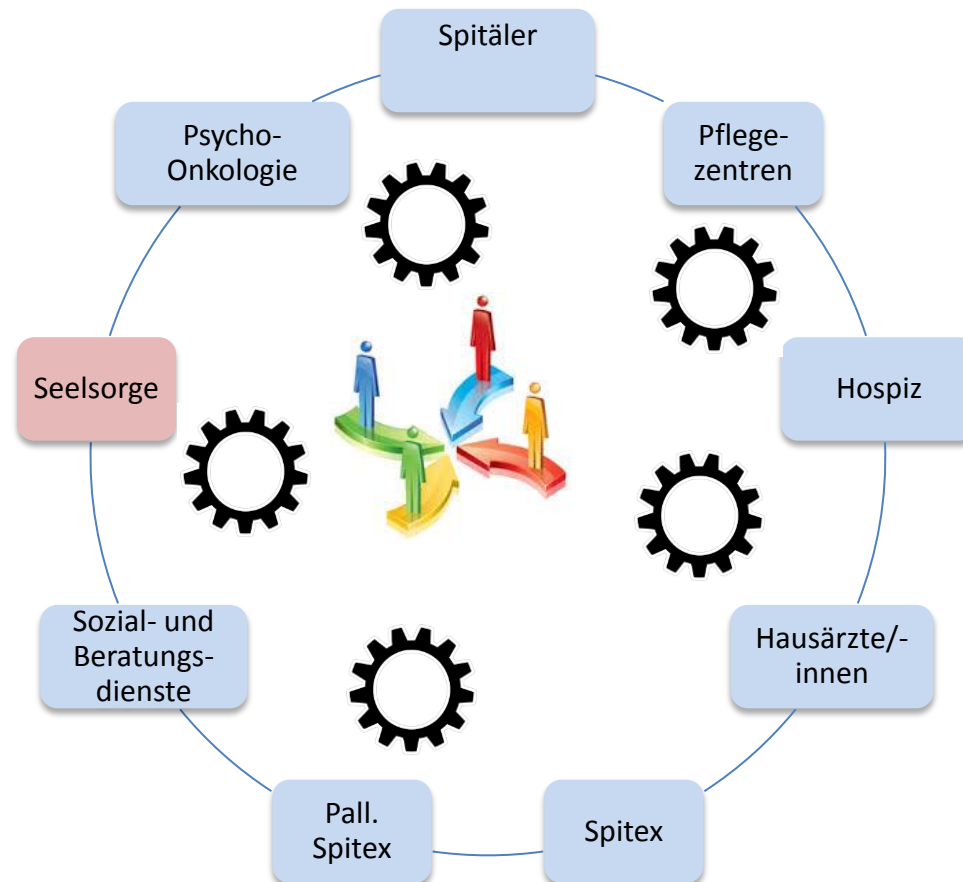 Spitäler
Psycho-
Onkologie
Pflege-
zentren
Seelsorge
Hospiz
Sozial- und
Beratungs-
dienste
Hausärzte/-
innen
Pall.
Spitex
Spitex